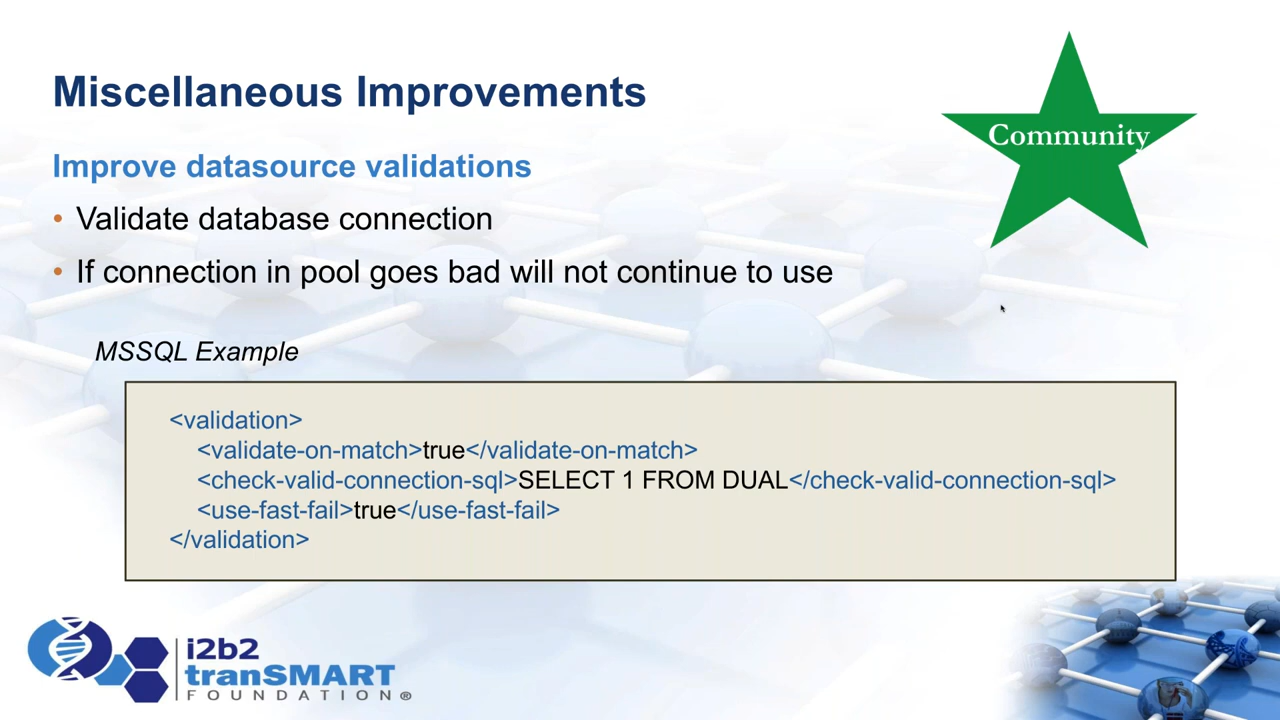 Miscellaneous Improvements
Community
Improve datasource validations
• Validate database connection
• If connection in pool goes bad will not continue to use
MSSQL Example
<validation>
<validate-on-match>true</validate-on-match>
<check-valid-connection-sql>SELECT 1 FROM DUAL</check-valid-connection-sql>
<use-fast-fail>true</use-fast-fail>
</validation>
i2b2
tranSMART
FOUNDATION®